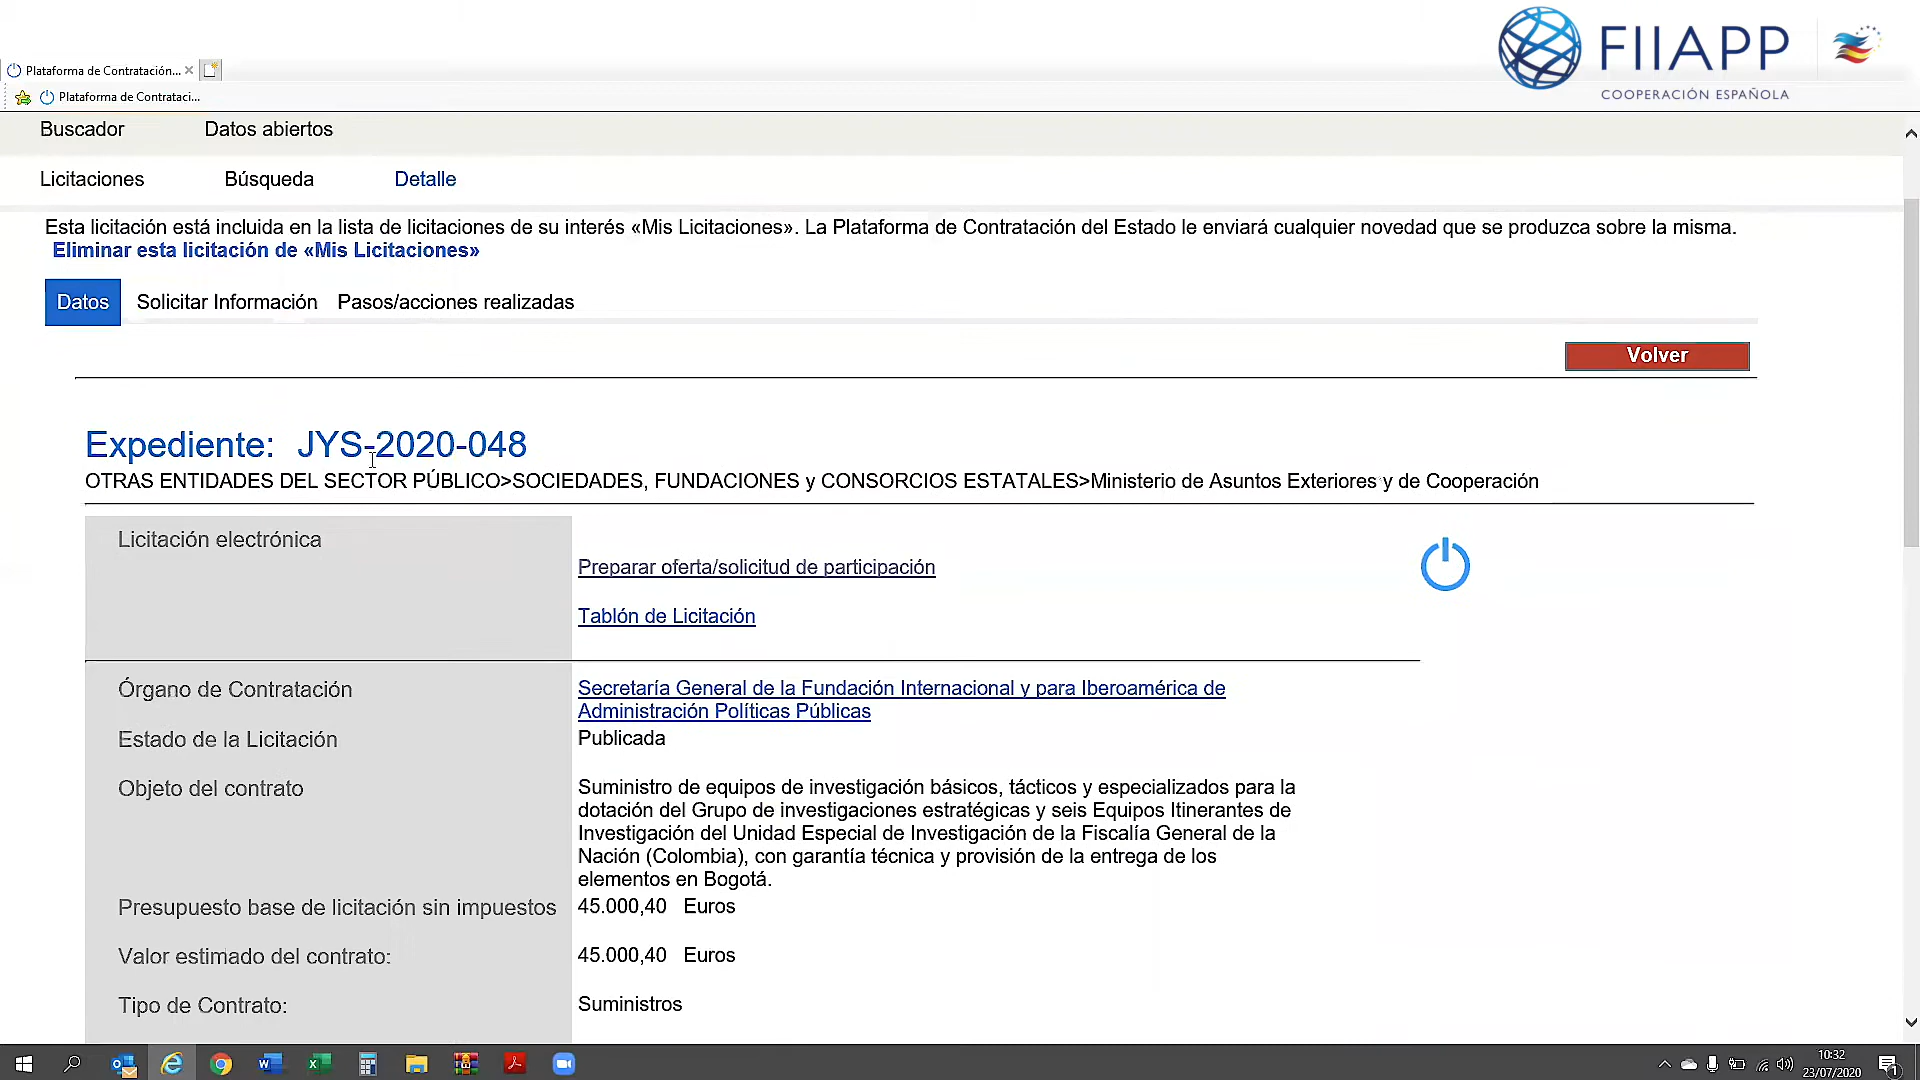 FIIAPP
COOPERACIÓN ESPAÑOLA
Plataforma de Contratación...
Plataforma de Contrataci...
Buscador Datos abiertos
Licitaciones Búsqueda Detalle
Esta licitación está incluida en la lista de licitaciones de su interés «Mis Licitaciones». La Plataforma de Contratación del Estado le enviará cualquier novedad que se produzca sobre la misma.
Eliminar esta licitación de «Mis Licitaciones»
Datos Solicitar Información Pasos/acciones realizadas
Volver
Expediente: JYS-2020-048
OTRAS ENTIDADES DEL SECTOR PÚBLICO>SOCIEDADES, FUNDACIONES y CONSORCIOS ESTATALES>Ministerio de Asuntos Exteriores y de Cooperación
Licitación electrónica
Preparar oferta/solicitud de participación
Tablón de Licitación
Órgano de Contratación
Secretaría General de la Fundación Internacional y para Iberoamérica de
Administración Políticas Públicas
Estado de la Licitación
Publicada
Objeto del contrato
Suministro de equipos de investigación básicos, tácticos y especializados para la
dotación del Grupo de investigaciones estratégicas y seis Equipos Itinerantes de
Investigación del Unidad Especial de Investigación de la Fiscalía General de la
Nación (Colombia), con garantía técnica y provisión de la entrega de los
elementos en Bogotá.
Presupuesto base de licitación sin impuestos 45.000,40 Euros
Valor estimado del contrato: 45.000,40 Euros
Tipo de Contrato: Suministros
10:32
23/07/2020